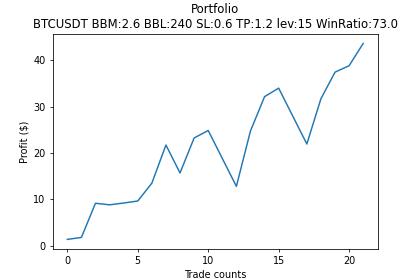 Portfolio
BTCUSDT BBM:2.6 BBL:240 SL:0.6 TP:1.2 lev:15 WinRatio:73.0
40
30
20
10
0
Profit ($)
0 5 10 15 20
Trade counts